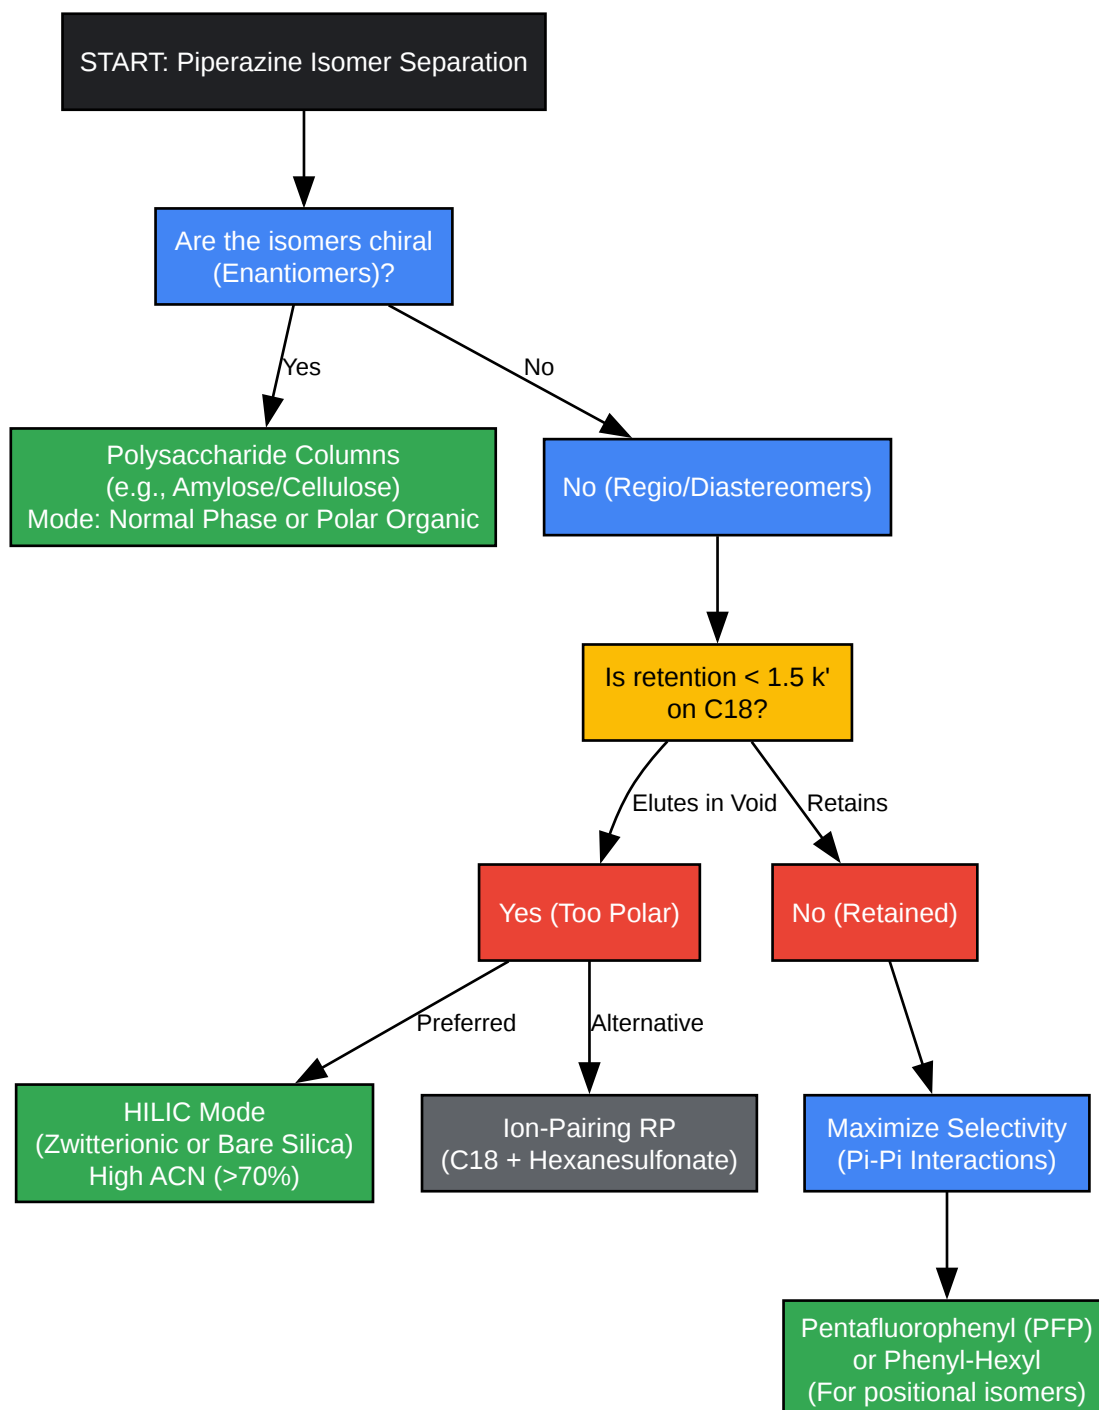 START: Piperazine Isomer Separation
Are the isomers chiral
(Enantiomers)?
Yes
No
Polysaccharide Columns
(e.g., Amylose/Cellulose)
Mode: Normal Phase or Polar Organic
No (Regio/Diastereomers)
Is retention < 1.5 k'
on C18?
Elutes in Void
Retains
Yes (Too Polar)
No (Retained)
Preferred
Alternative
HILIC Mode
(Zwitterionic or Bare Silica)
High ACN (>70%)
Ion-Pairing RP
(C18 + Hexanesulfonate)
Maximize Selectivity
(Pi-Pi Interactions)
Pentafluorophenyl (PFP)
or Phenyl-Hexyl
(For positional isomers)